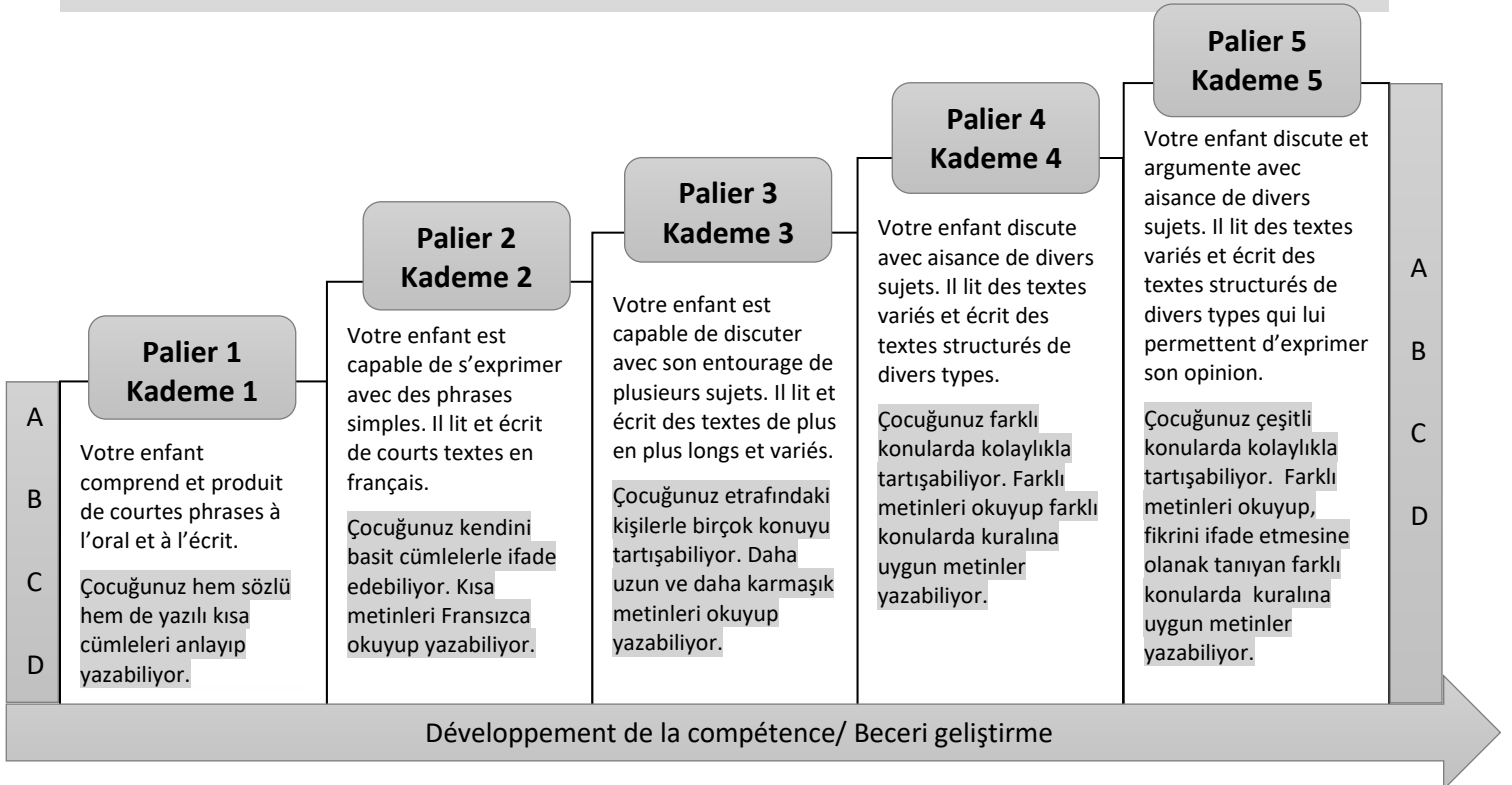 Palier 1
Kademe 1
Votre enfant
comprend et produit
de courtes phrases à
l’oral et à l’écrit.
Çocuğunuz hem sözlü
hem de yazılı kısa
cümleleri anlayıp
yazabiliyor.
Palier 2
Kademe 2
Votre enfant est
capable de s’exprimer
avec des phrases
simples. Il lit et écrit
de courts textes en
français.
Çocuğunuz kendini
basit cümlelerle ifade
edebiliyor. Kısa
metinleri Fransızca
okuyup yazabiliyor.
Palier 3
Kademe 3
Votre enfant est
capable de discuter
avec son entourage de
plusieurs sujets. Il lit et
écrit des textes de plus
en plus longs et variés.
Çocuğunuz etrafındaki
kişilerle birçok konuyu
tartışabiliyor. Daha
uzun ve daha karmaşık
metinleri okuyup
yazabiliyor.
Palier 4
Kademe 4
Votre enfant discute
avec aisance de divers
sujets. Il lit des textes
variés et écrit des
textes structurés de
divers types.
Çocuğunuz farklı
konularda kolaylıkla
tartışabiliyor. Farklı
metinleri okuyup farklı
konularda kuralına
uygun metinler
yazabiliyor.
Palier 5
Kademe 5
Votre enfant discute et
argumente avec
aisance de divers
sujets. Il lit des textes
variés et écrit des
textes structurés de
divers types qui lui
permettent d’exprimer
son opinion.
Çocuğunuz çeşitli
konularda kolaylıkla
tartışabiliyor. Farklı
metinleri okuyup,
fikrini ifade etmesine
olanak tanıyan farklı
konularda kuralına
uygun metinler
yazabiliyor.
A
B
C
D
A
B
C
D
Développement de la compétence/ Beceri geliştirme